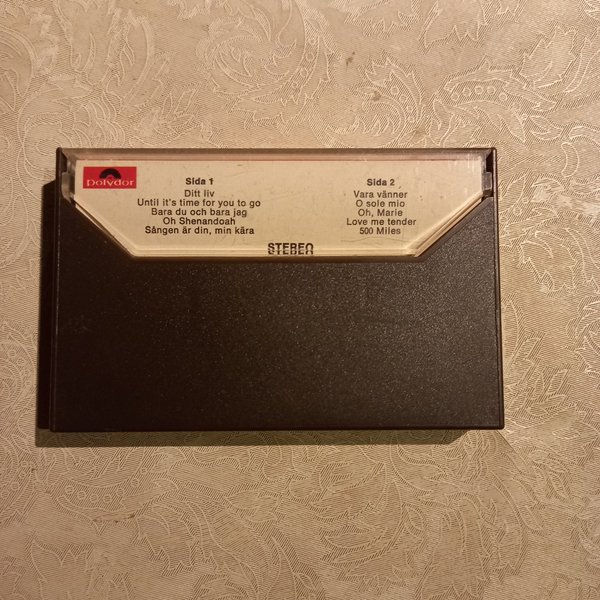 polydor
Sida 1
Ditt liv
Until it's time for you to go
Bara du och bara jag
Oh Shenandoah
Sången är din, min kära
Sida 2
Vara vänner
O sole mio
Oh, Marie
Love me tender
500 Miles
STEREO